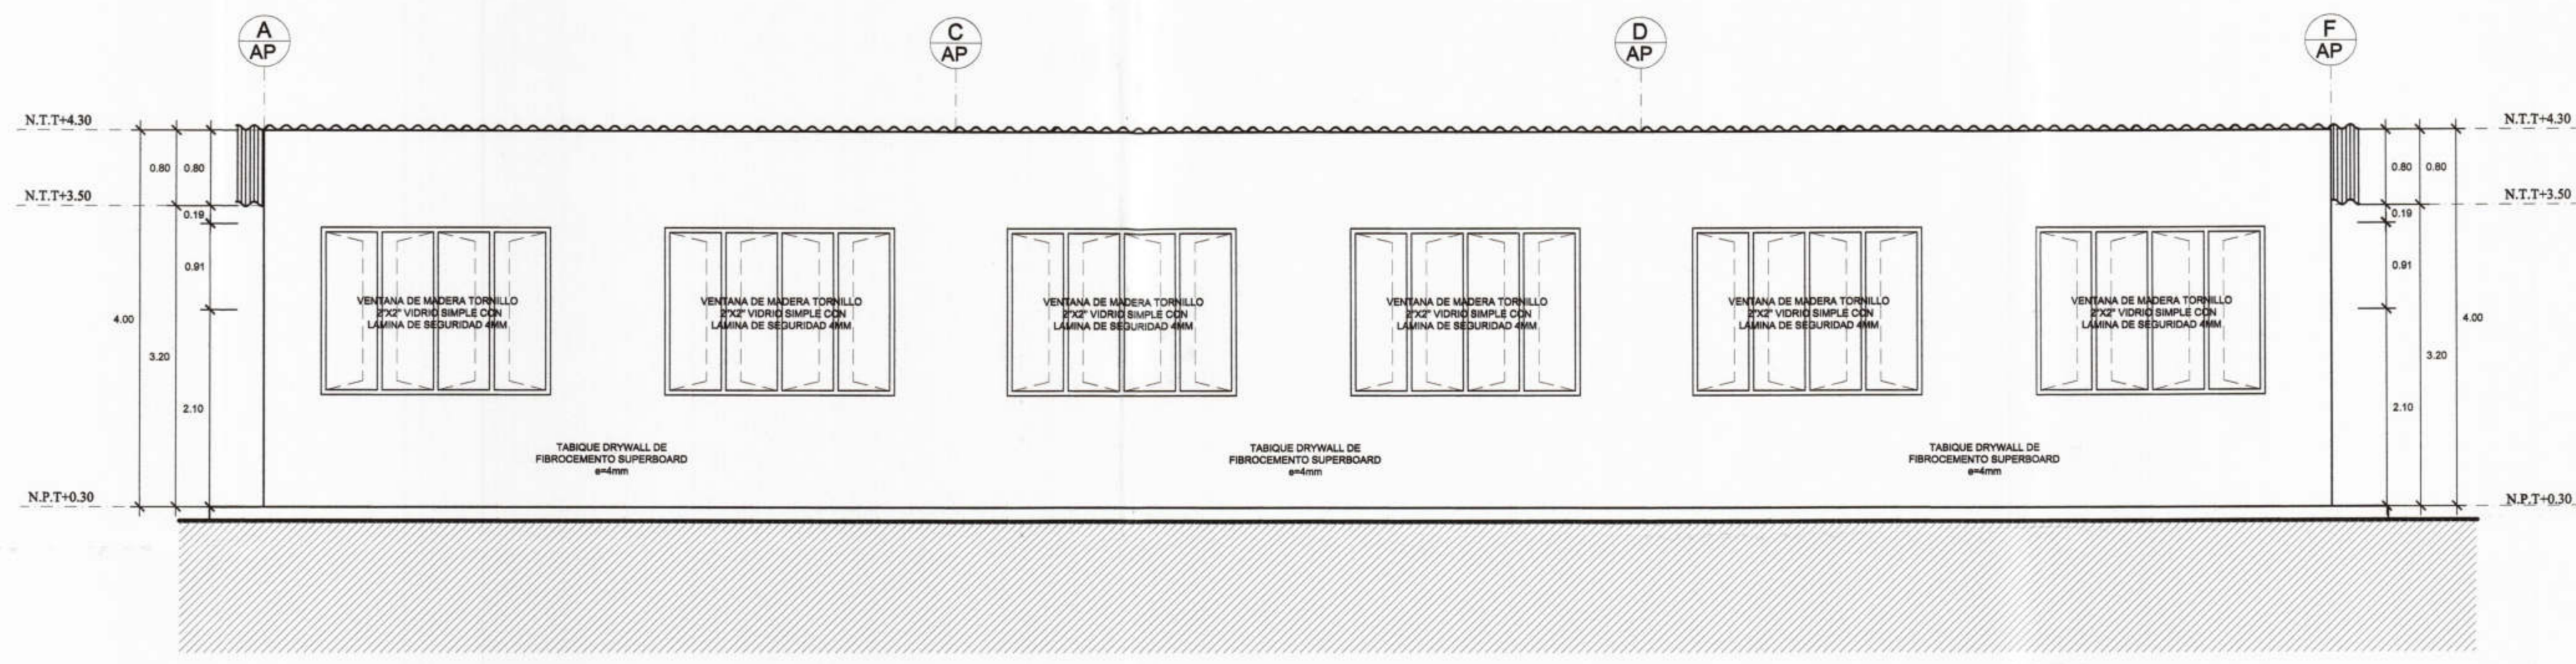 A
AP
C
AP
D
AP
F
AP
N.T.T+4.30
N.T.T+4.30
0.80
0.80
0.80
0.80
N.T.T+3.50
N.T.T+3.50
0.19
0.19
0.91
0.91
VENTANA DE MADERA TORNILLO
2"X2" VIDRIO SIMPLE CON
LAMINA DE SEGURIDAD 4MM
VENTANA DE MADERA TORNILLO
2"X2" VIDRIO SIMPLE CON
LAMINA DE SEGURIDAD 4MM
VENTANA DE MADERA TORNILLO
2"X2" VIDRIO SIMPLE CON
LAMINA DE SEGURIDAD 4MM
VENTANA DE MADERA TORNILLO
2"X2" VIDRIO SIMPLE CON
LAMINA DE SEGURIDAD 4MM
VENTANA DE MADERA TORNILLO
2"X2" VIDRIO SIMPLE CON
LAMINA DE SEGURIDAD 4MM
VENTANA DE MADERA TORNILLO
2"X2" VIDRIO SIMPLE CON
LAMINA DE SEGURIDAD 4MM
4.00
4.00
3.20
3.20
2.10
2.10
TABIQUE DRYWALL DE
FIBROCEMENTO SUPERBOARD
e=4mm
TABIQUE DRYWALL DE
FIBROCEMENTO SUPERBOARD
e=4mm
TABIQUE DRYWALL DE
FIBROCEMENTO SUPERBOARD
e=4mm
N.P.T+0.30
N.P.T+0.30